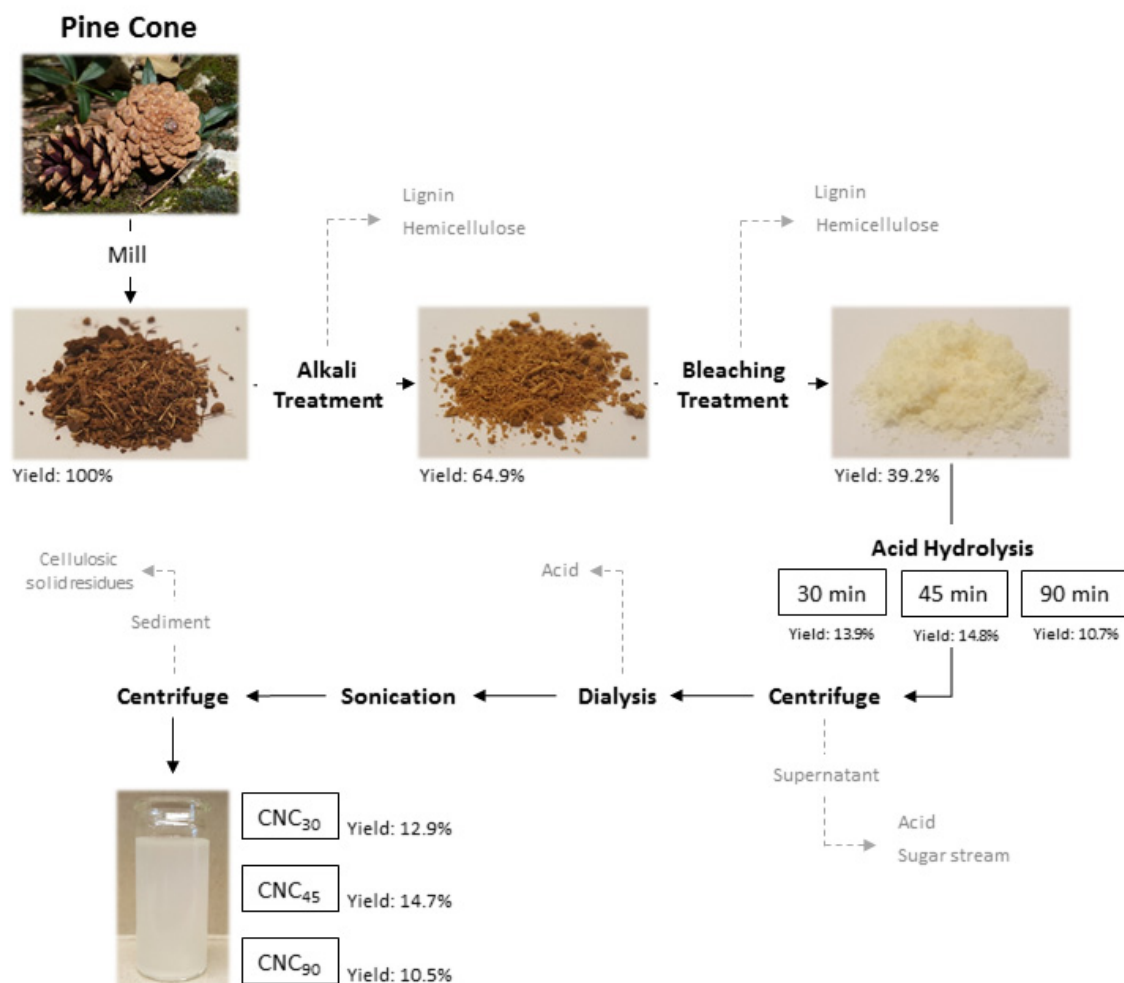 Pine Cone
Mill
Lignin
Hemicellulose
Lignin
Hemicellulose
Alkali
Treatment
Bleaching
Treatment
Yield: 100%
Yield: 64.9%
Yield: 39.2%
Acid Hydrolysis
30 min
45 min
90 min
Yield: 13.9%
Yield: 14.8%
Yield: 10.7%
Cellulosic
solid residues
Sediment
Acid
Centrifuge
Sonication
Dialysis
Centrifuge
Supernatant
Acid
Sugar stream
CNC₃₀
Yield: 12.9%
CNC₄₅
Yield: 14.7%
CNC₉₀
Yield: 10.5%